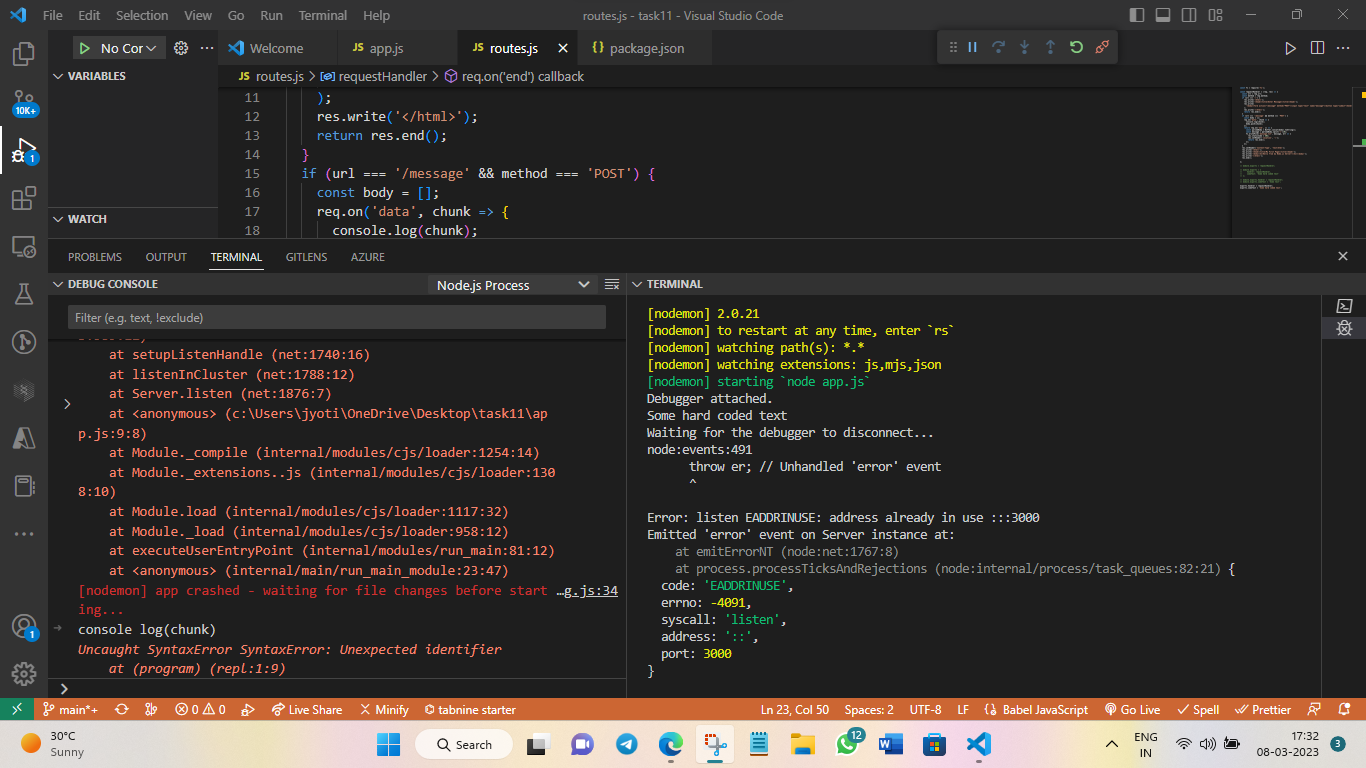 File Edit Selection View Go Run Terminal Help
routes.js - task11 - Visual Studio Code
No Cor
Welcome
JS app.js
JS routes.js
{} package.json
VARIABLES
JS routes.js > requestHandler > req.on('end') callback
11 );
12 res.write('</html>');
13 return res.end();
14 }
15 if (url === '/message' && method === 'POST') {
16 const body = [];
17 req.on('data', chunk => {
18 console.log(chunk);
10K+
1
WATCH
PROBLEMS OUTPUT TERMINAL GITLENS AZURE
DEBUG CONSOLE
Node.js Process
Filter (e.g. text, !exclude)
at setupListenHandle (net:1740:16)
at listenInCluster (net:1788:12)
at Server.listen (net:1876:7)
at <anonymous> (c:\Users\jyoti\OneDrive\Desktop\task11\ap
p.js:9:8)
at Module._compile (internal/modules/cjs/loader:1254:14)
at Module._extensions..js (internal/modules/cjs/loader:130
8:10)
at Module.load (internal/modules/cjs/loader:1117:32)
at Module._load (internal/modules/cjs/loader:958:12)
at executeUserEntryPoint (internal/modules/run_main:81:12)
at <anonymous> (internal/main/run_main_module:23:47)
[nodemon] app crashed - waiting for file changes before start …g.js:34
ing...
console log(chunk)
Uncaught SyntaxError SyntaxError: Unexpected identifier
at (program) (repl:1:9)
TERMINAL
[nodemon] 2.0.21
[nodemon] to restart at any time, enter `rs`
[nodemon] watching path(s): *.*
[nodemon] watching extensions: js,mjs,json
[nodemon] starting `node app.js`
Debugger attached.
Some hard coded text
Waiting for the debugger to disconnect...
node:events:491
throw er; // Unhandled 'error' event
^
Error: listen EADDRINUSE: address already in use :::3000
Emitted 'error' event on Server instance at:
at emitErrorNT (node:net:1767:8)
at process.processTicksAndRejections (node:internal/process/task_queues:82:21) {
code: 'EADDRINUSE',
errno: -4091,
syscall: 'listen',
address: '::',
port: 3000
}
1
main*+ 0 0 Live Share Minify tabnine starter
Ln 23, Col 50 Spaces: 2 UTF-8 LF Babel JavaScript Go Live Spell Prettier
30°C
Sunny
Search
12
ENG
IN
17:32
08-03-2023
3